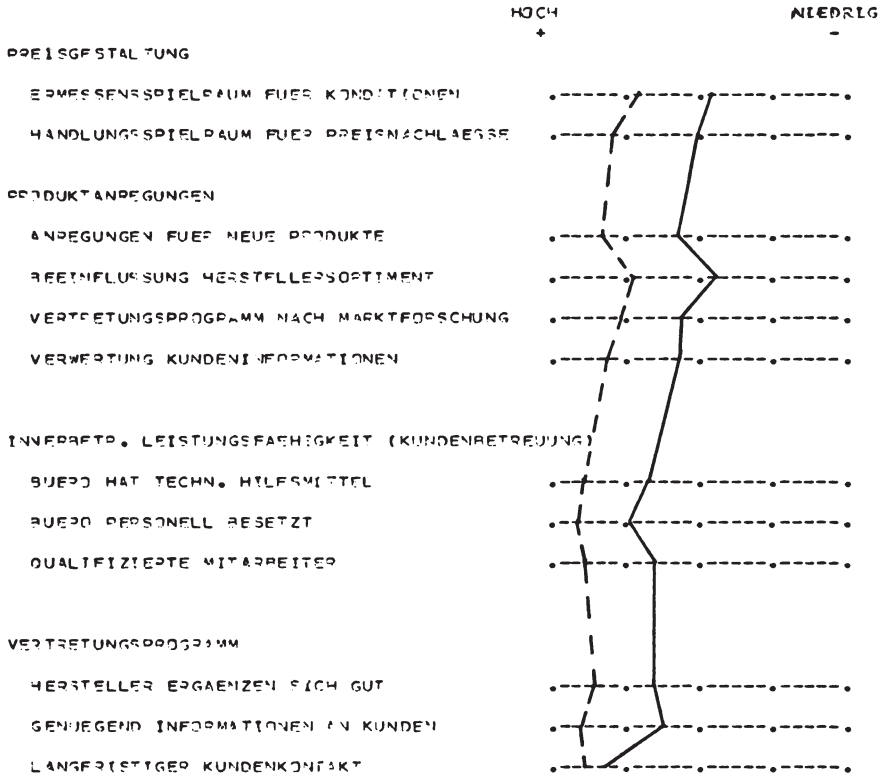 HOCH NIEDRIG
+ -
PREISGESTALTUNG
ERMESSENSSPIELRAUM FUER KONDITIONEN
HANDLUNGSSPIELRAUM FUER PREISNACHLAESSE
PRODUKTANREGUNGEN
ANREGUNGEN FUER NEUE PRODUKTE
BEEINFLUSSUNG HERSTELLERSORTIMENT
VERTRETUNGSPROGRAMM NACH MARKTFORSCHUNG
VERWERTUNG KUNDENINFORMATIONEN
INNERBETR. LEISTUNGSFAEHIGKEIT (KUNDENBETREUUNG)
BUERO HAT TECHN. HILFSMITTEL
BUERO PERSONELL BESETZT
QUALIFIZIERTE MITARBEITER
VERTRETUNGSPROGRAMM
HERSTELLER ERGAENZEN SICH GUT
GENUEGEND INFORMATIONEN AN KUNDEN
LANGFRISTIGER KUNDENKONTAKT